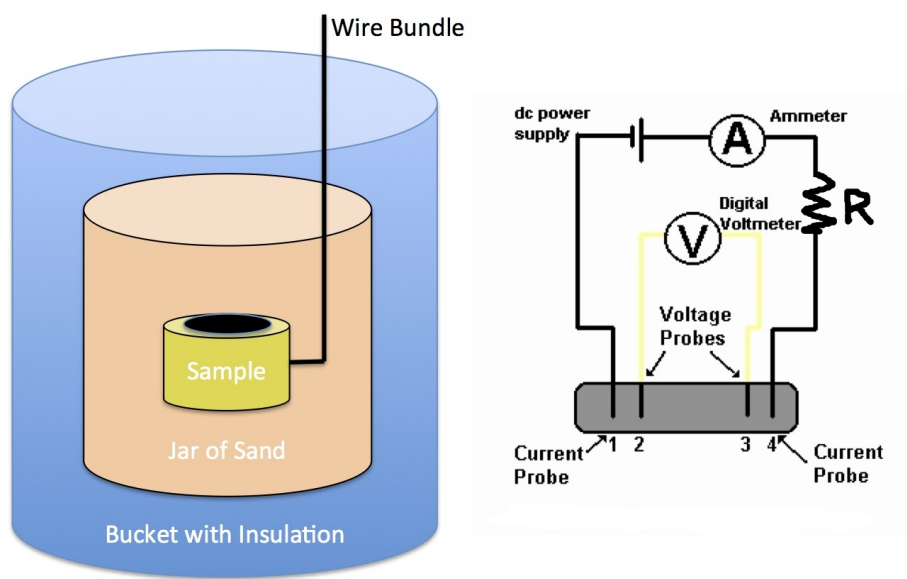 Wire Bundle
Sample
Jar of Sand
Bucket with Insulation
dc power
supply
Ammeter
A
R
Digital
Voltmeter
V
Voltage
Probes
1 2 3 4
Current
Probe
Current
Probe